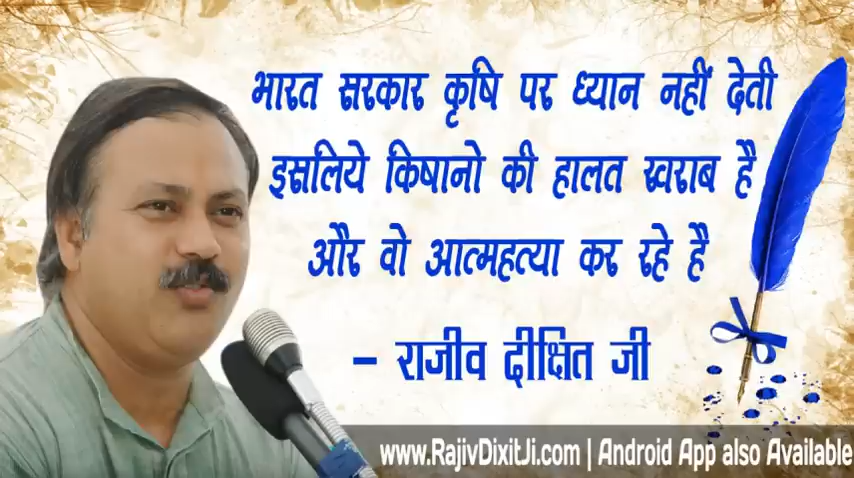 भारत सरकार कृषि पर ध्यान नहीं देती
इसलिये किषानो की हालत खराब है
और वो आत्महत्या कर रहे है
– राजीव दीक्षित जी
www.RajivDixitJi.com | Android App also Available